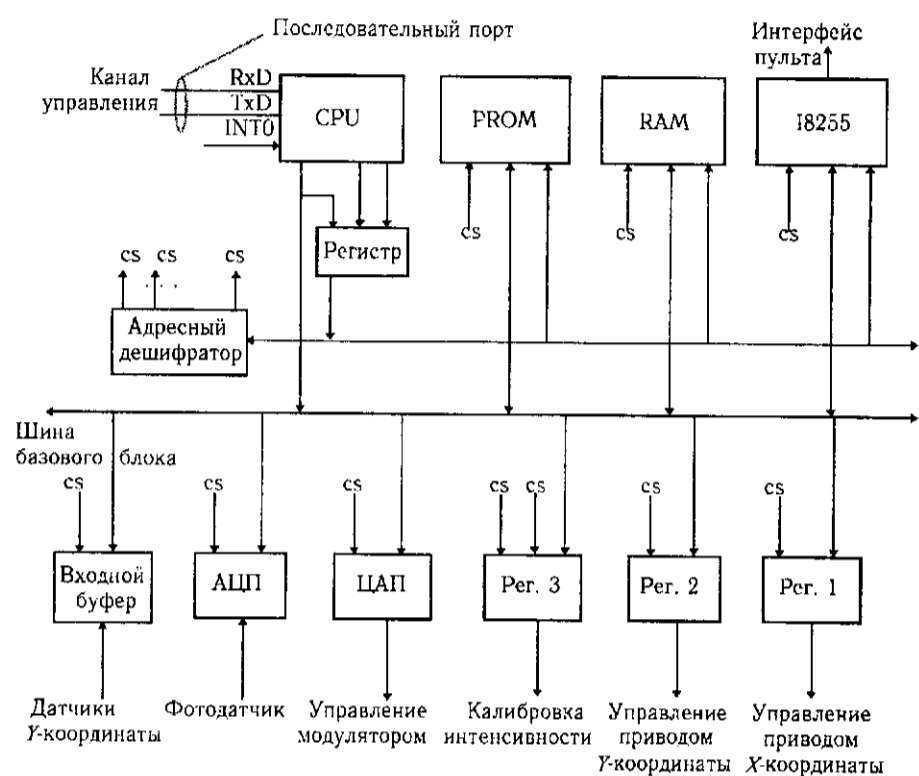 Последовательный порт
Интерфейс
пульта
Канал
управления
RxD
TxD
INT0
CPU
PROM
RAM
I8255
cs
cs
cs
Регистр
cs cs cs
. . . .
Адресный
дешифратор
Шина
базового блока
cs
cs
cs
cs cs
cs
cs
Входной
буфер
АЦП
ЦАП
Рег. 3
Рег. 2
Рег. 1
Датчики
Y-координаты
Фотодатчик
Управление
модулятором
Калибровка
интенсивности
Управление
приводом
Y-координаты
Управление
приводом
X-координаты